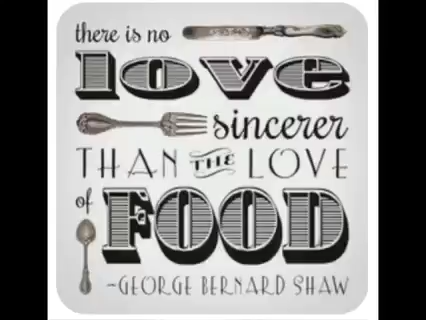 there is no
love
sincerer
THAN THE LOVE
of FOOD
-GEORGE BERNARD SHAW